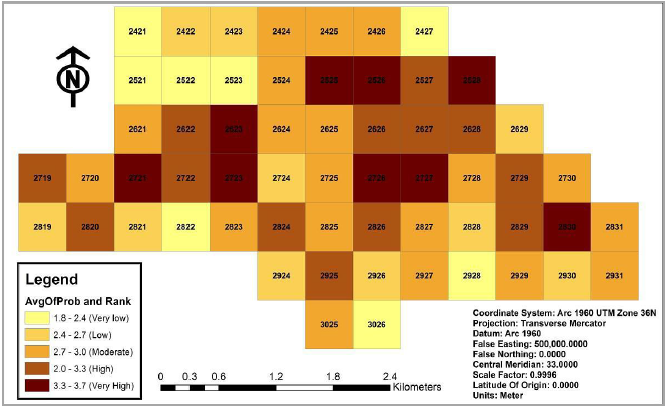 2421 2422 2423 2424 2425 2426 2427
2521 2522 2523 2524 2525 2526 2527 2528
2621 2622 2623 2624 2625 2626 2627 2628 2629
2719 2720 2721 2722 2723 2724 2725 2726 2727 2728 2729 2730
2819 2820 2821 2822 2823 2824 2825 2826 2827 2828 2829 2830 2831
2924 2925 2926 2927 2928 2929 2930 2931
3025 3026
N
Legend
AvgOfProb and Rank
1.8 - 2.4 (Very low)
2.4 - 2.7 (Low)
2.7 - 3.0 (Moderate)
2.0 - 3.3 (High)
3.3 - 3.7 (Very High)
0 0.3 0.6 1.2 1.8 2.4
Kilometers
Coordinate System: Arc 1960 UTM Zone 36N
Projection: Transverse Mercator
Datum: Arc 1960
False Easting: 500,000.0000
False Northing: 0.0000
Central Meridian: 33.0000
Scale Factor: 0.9996
Latitude Of Origin: 0.0000
Units: Meter